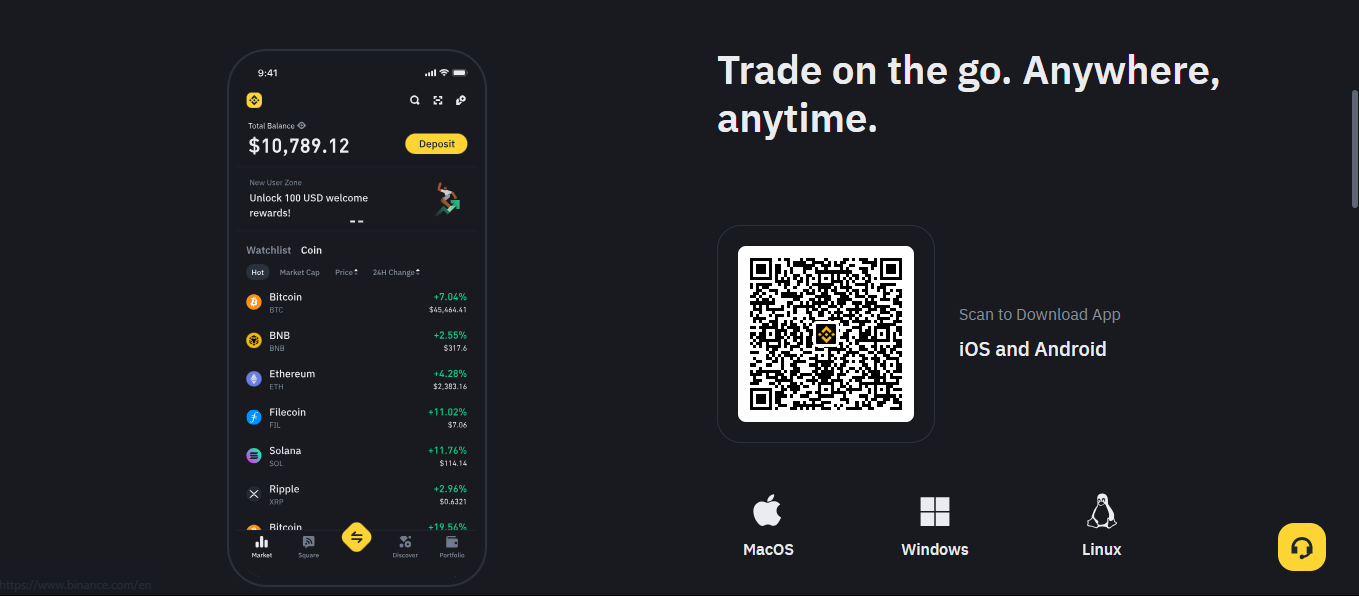 9:41
Total Balance
$10,789.12
Deposit
New User Zone
Unlock 100 USD welcome
rewards!
Watchlist Coin
Hot Market Cap Price 24H Change
Bitcoin +7.04%
BTC $45,464.41
BNB +2.55%
BNB $317.6
Ethereum +4.28%
ETH $2,383.16
Filecoin +11.02%
FIL $7.06
Solana +11.76%
SOL $114.14
Ripple +2.96%
XRP $0.6321
Bitcoin +19.56%
Market Square Discover Portfolio
https://www.binance.com/en
Trade on the go. Anywhere,
anytime.
Scan to Download App
iOS and Android
MacOS Windows Linux